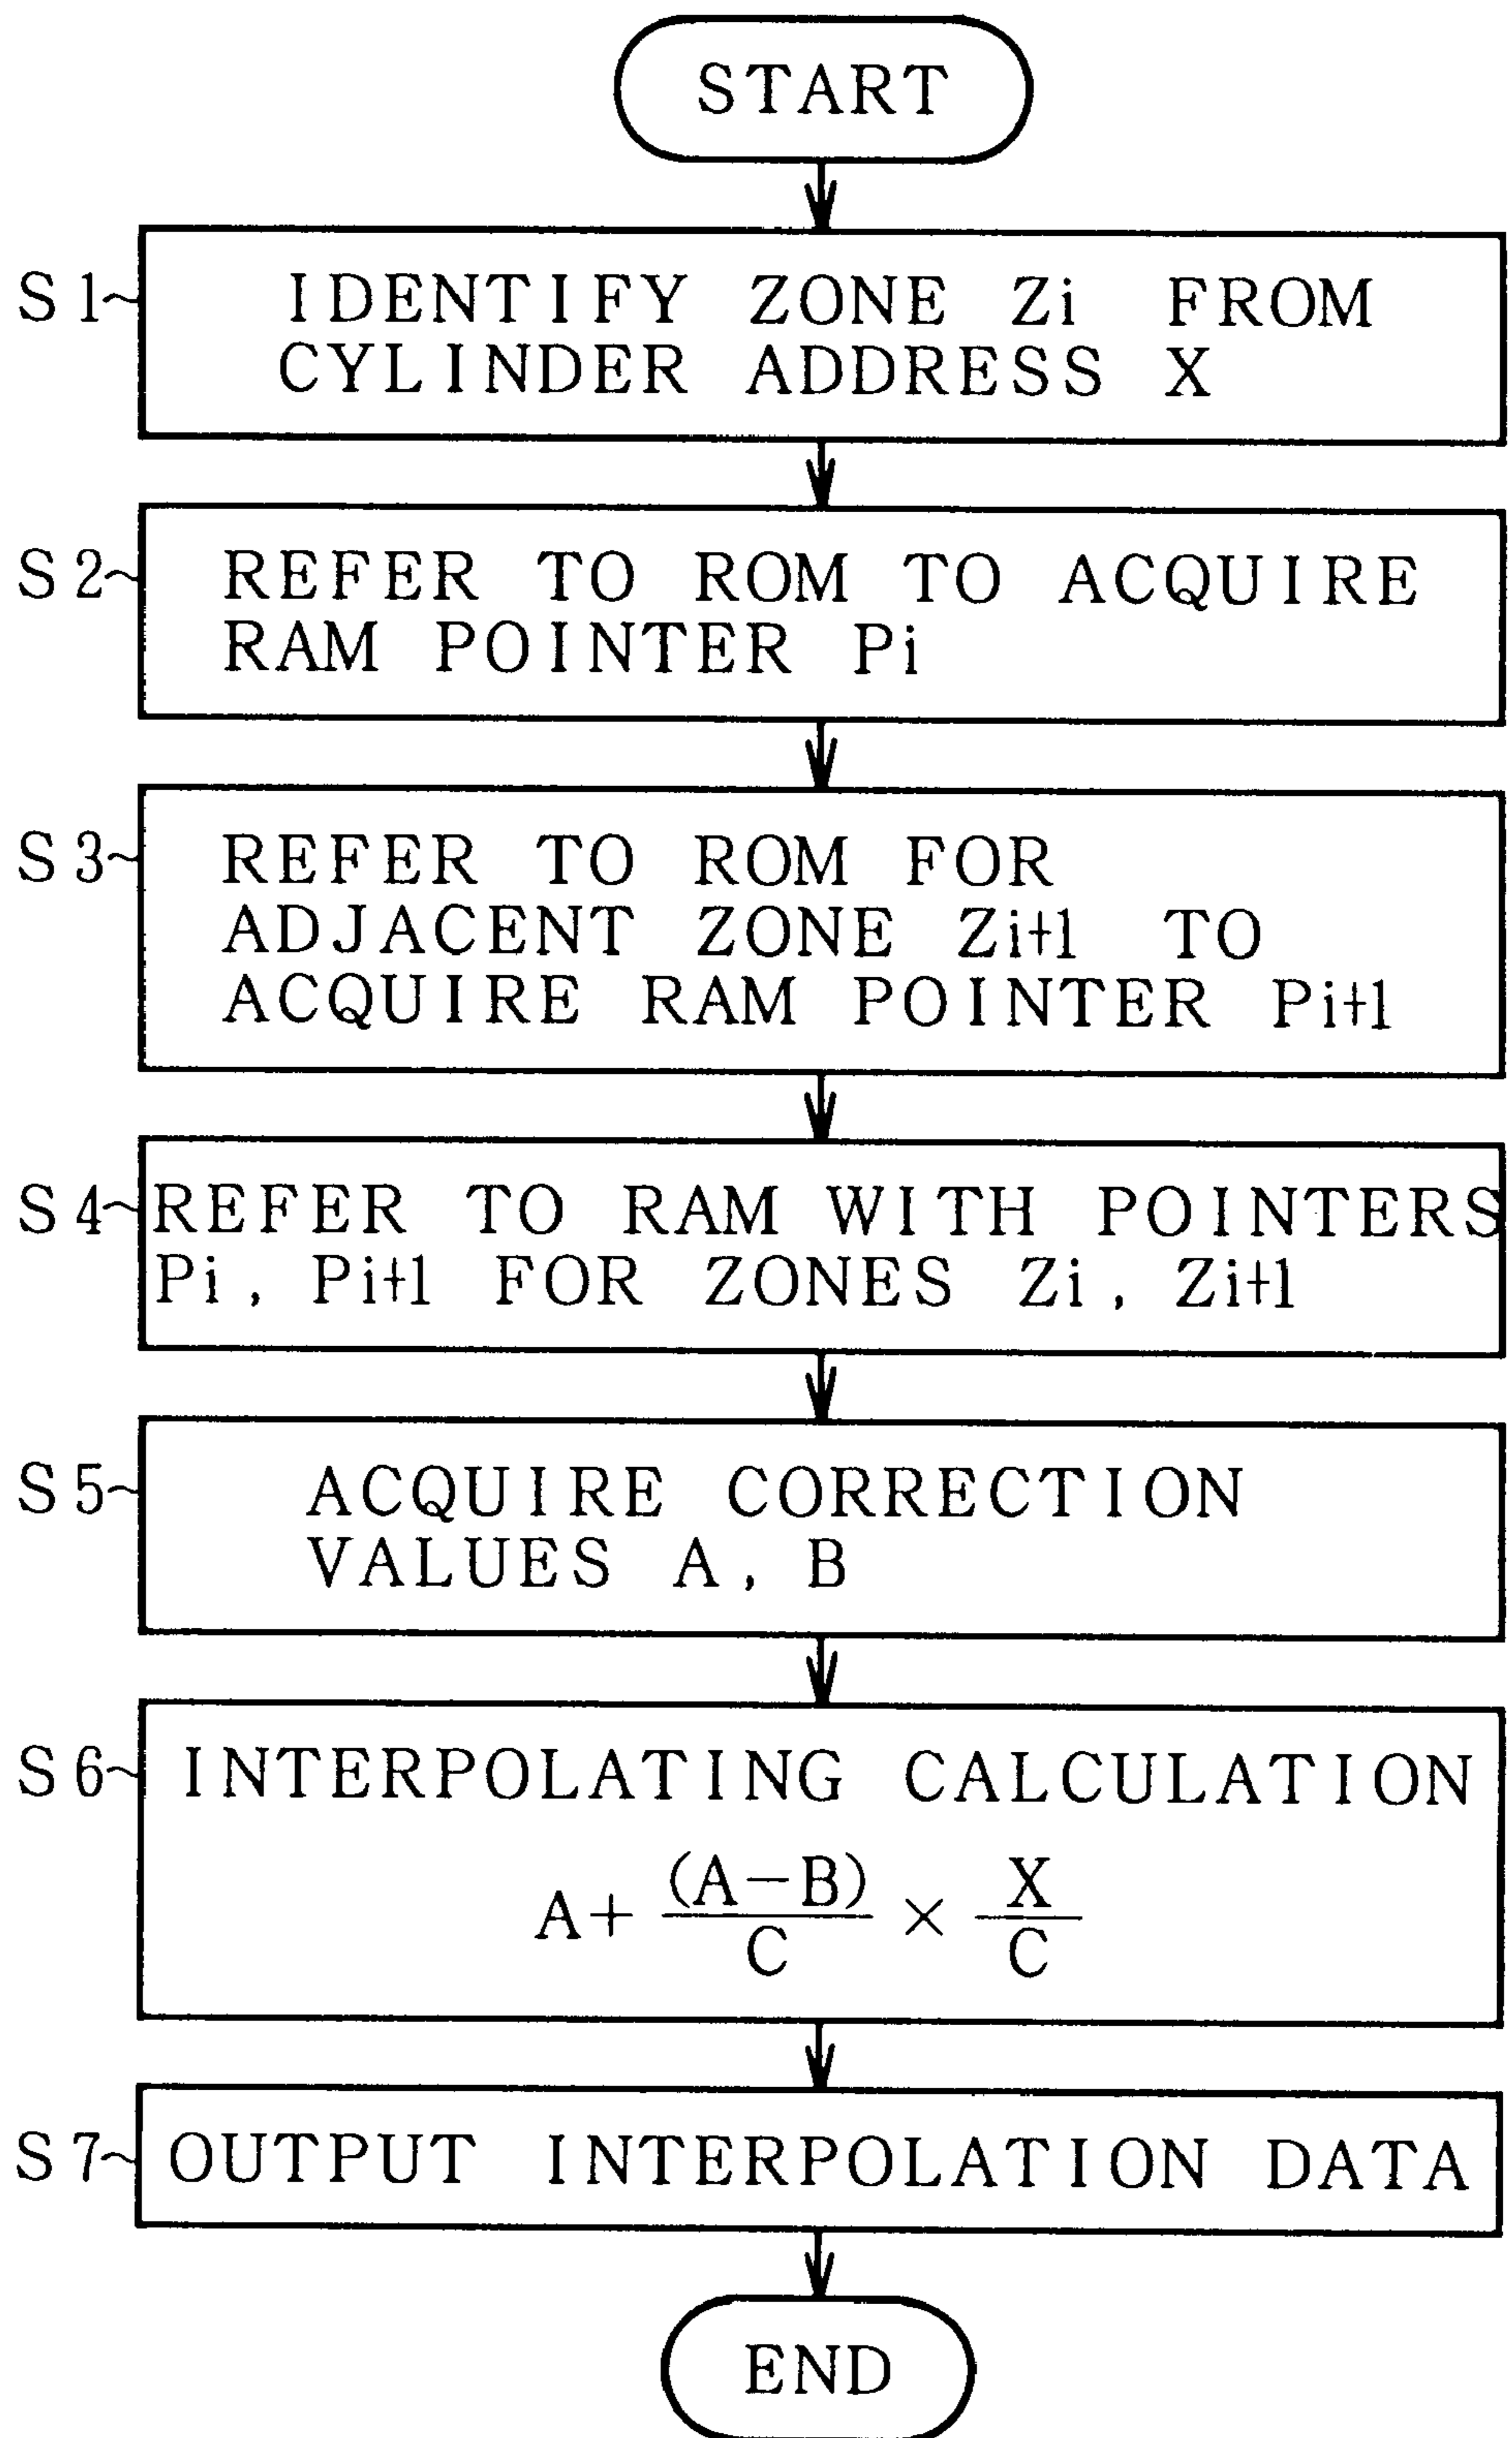 START
S1
IDENTIFY ZONE Zi FROM
CYLINDER ADDRESS X
S2
REFER TO ROM TO ACQUIRE
RAM POINTER Pi
S3
REFER TO ROM FOR
ADJACENT ZONE Zi+1 TO
ACQUIRE RAM POINTER Pi+1
S4
REFER TO RAM WITH POINTERS
Pi, Pi+1 FOR ZONES Zi, Zi+1
S5
ACQUIRE CORRECTION
VALUES A, B
S6
INTERPOLATING CALCULATION
A+ (A−B)/C × X/C
S7
OUTPUT INTERPOLATION DATA
END